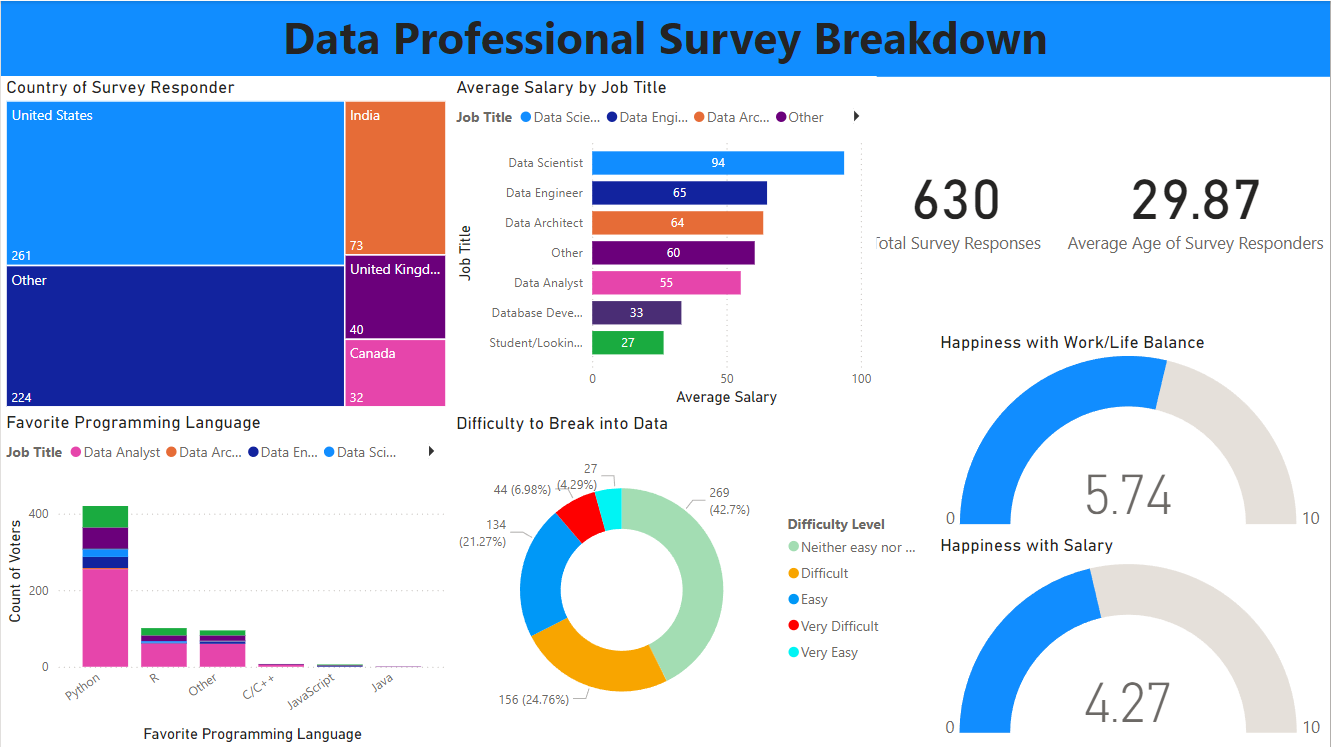 Data Professional Survey Breakdown
Country of Survey Responder
United States
261
Other
224
India
73
United Kingd...
40
Canada
32
Average Salary by Job Title
Job Title Data Scie... Data Engi... Data Arc... Other
Job Title
Data Scientist 94
Data Engineer 65
Data Architect 64
Other 60
Data Analyst 55
Database Deve... 33
Student/Lookin... 27
0 50 100
Average Salary
630
Total Survey Responses
29.87
Average Age of Survey Responders
Favorite Programming Language
Job Title Data Analyst Data Arc... Data En... Data Sci...
Count of Voters
400
200
0
Python R Other C/C++ JavaScript Java
Favorite Programming Language
Difficulty to Break into Data
27
(4.29%)
44 (6.98%)
134
(21.27%)
156 (24.76%)
269
(42.7%)
Difficulty Level
Neither easy nor ...
Difficult
Easy
Very Difficult
Very Easy
Happiness with Work/Life Balance
5.74
0 10
Happiness with Salary
4.27
0 10